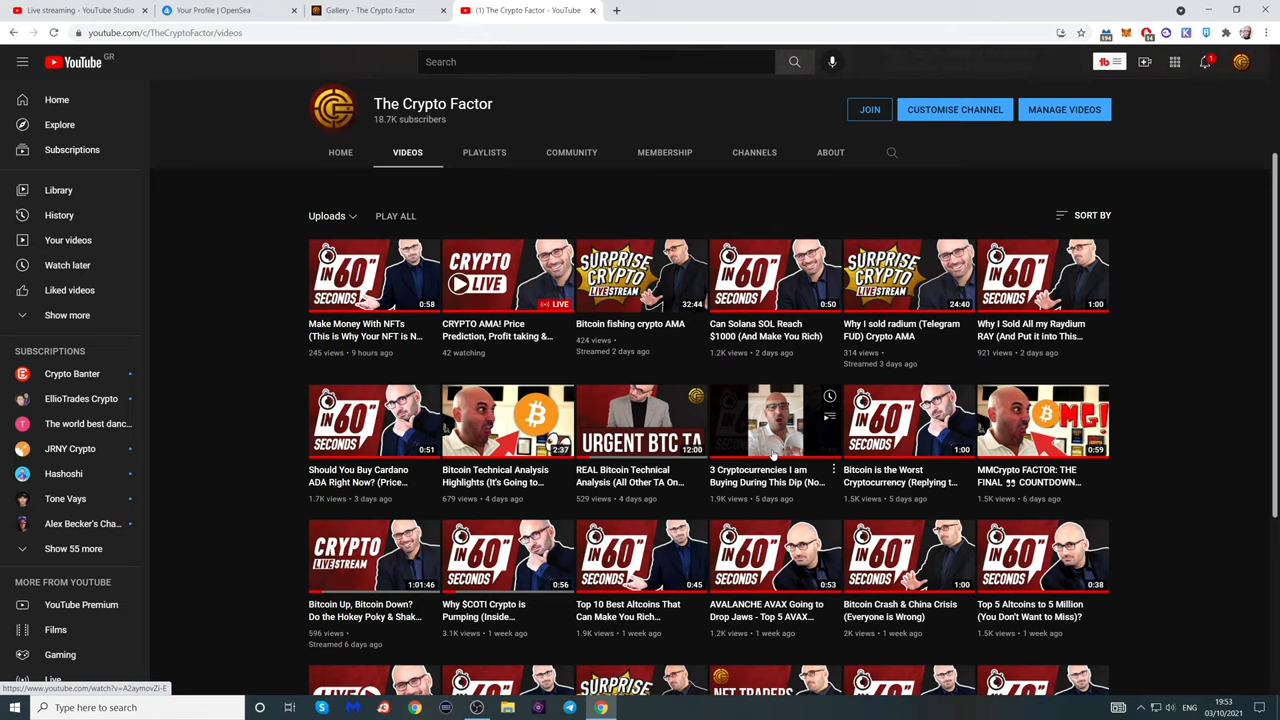 Live streaming - YouTube Studio
Your Profile | OpenSea
Gallery - The Crypto Factor
(1) The Crypto Factor - YouTube
youtube.com/c/TheCryptoFactor/videos
194
14
YouTube GR
Search
1
Home
Explore
Subscriptions
Library
History
Your videos
Watch later
Liked videos
Show more
SUBSCRIPTIONS
Crypto Banter
EllioTrades Crypto
The world best danc...
JRNY Crypto
Hashoshi
Tone Vays
Alex Becker's Cha...
Show 55 more
MORE FROM YOUTUBE
YouTube Premium
Films
Gaming
Live
The Crypto Factor
18.7K subscribers
JOIN
CUSTOMISE CHANNEL
MANAGE VIDEOS
HOME
VIDEOS
PLAYLISTS
COMMUNITY
MEMBERSHIP
CHANNELS
ABOUT
Uploads
PLAY ALL
SORT BY
IN 60" SECONDS
0:58
Make Money With NFTs
(This is Why Your NFT is N...
245 views • 9 hours ago
CRYPTO LIVE
LIVE
CRYPTO AMA! Price
Prediction, Profit taking &...
42 watching
SURPRISE CRYPTO LIVESTREAM
32:44
Bitcoin fishing crypto AMA
424 views •
Streamed 2 days ago
IN 60" SECONDS
0:50
Can Solana SOL Reach
$1000 (And Make You Rich)
1.2K views • 2 days ago
SURPRISE CRYPTO LIVESTREAM
24:40
Why I sold radium (Telegram
FUD) Crypto AMA
314 views •
Streamed 3 days ago
IN 60" SECONDS
1:00
Why I Sold All my Raydium
RAY (And Put it into This...
921 views • 2 days ago
IN 60" SECONDS
0:51
Should You Buy Cardano
ADA Right Now? (Price...
1.7K views • 3 days ago
2:37
Bitcoin Technical Analysis
Highlights (It's Going to...
679 views • 4 days ago
URGENT BTC TA
12:00
REAL Bitcoin Technical
Analysis (All Other TA On...
529 views • 4 days ago
3 Cryptocurrencies I am
Buying During This Dip (No...
1.9K views • 5 days ago
IN 60" SECONDS
1:00
Bitcoin is the Worst
Cryptocurrency (Replying t...
1.5K views • 5 days ago
MG!
0:59
MMCrypto FACTOR: THE
FINAL 👀 COUNTDOWN...
1.5K views • 6 days ago
CRYPTO LIVESTREAM
1:01:46
Bitcoin Up, Bitcoin Down?
Do the Hokey Poky & Shak...
596 views •
Streamed 6 days ago
IN 60" SECONDS
0:56
Why $COTI Crypto is
Pumping (Inside...
3.1K views • 1 week ago
IN 60" SECONDS
0:45
Top 10 Best Altcoins That
Can Make You Rich...
1.9K views • 1 week ago
IN 60" SECONDS
0:53
AVALANCHE AVAX Going to
Drop Jaws - Top 5 AVAX...
1.2K views • 1 week ago
IN 60" SECONDS
1:00
Bitcoin Crash & China Crisis
(Everyone is Wrong)
2K views • 1 week ago
IN 60" SECONDS
0:38
Top 5 Altcoins to 5 Million
(You Don't Want to Miss)?
1.5K views • 1 week ago
SURPRISE
NET TRADERS
https://www.youtube.com/watch?v=A2aymovZi-E
Type here to search
ENG
19:53
03/10/2021